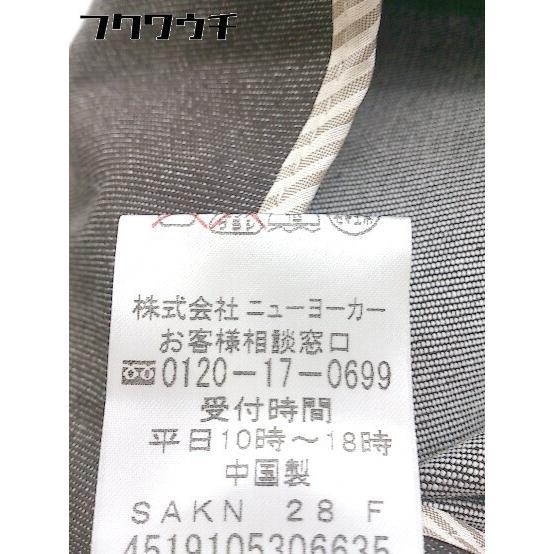 フクワウチ
株式会社 ニューヨーカー
お客様相談窓口
0120-17-0699
受付時間
平日10時～18時
中国製
SAKN 28 F
4519105306635